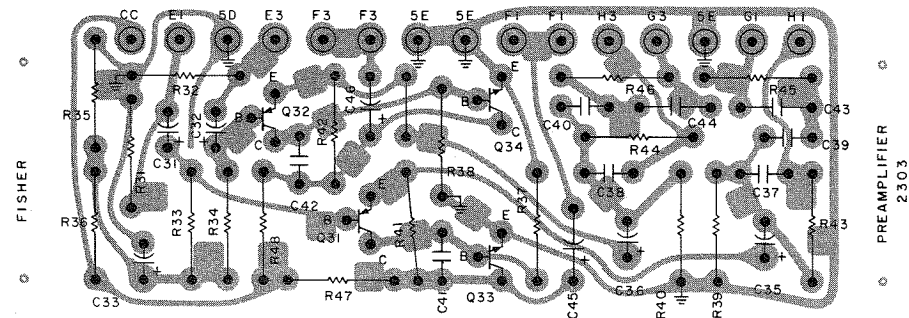 CC E1 5D E3 F3 F3 5E 5E F1 F1 H3 G3 5E G1 H1
R32 E E R46 R45
R35 C32 Q32 C46 B C43
B R42 C40 C44
C C C39
C31 Q34 R44
R31 R38
C38 C37
FISHER
R36 R33 R34 C42 E R37 R43
B R41 E
R48 Q31 B
C
C33 R47 C41 Q33 C45 C36 R40 R39 C35
PREAMPLIFIER
2303